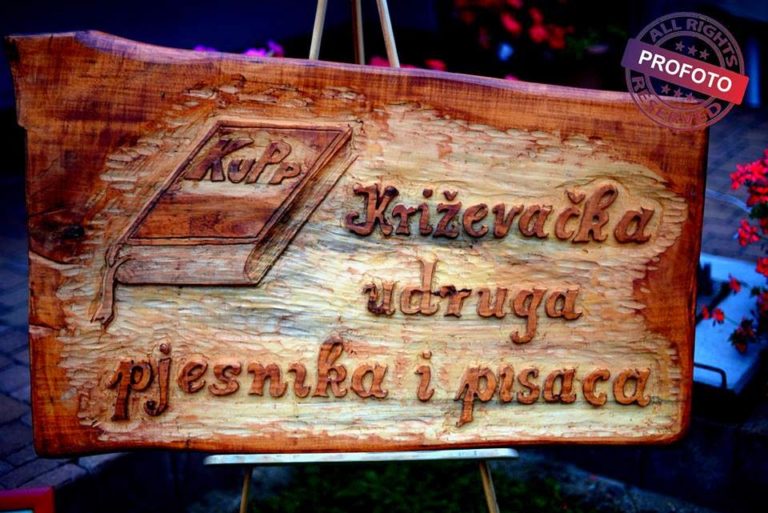 ALL RIGHTS
PROFOTO
RESERVED
KuPp
Križevačka
udruga
pjesnika i pisaca